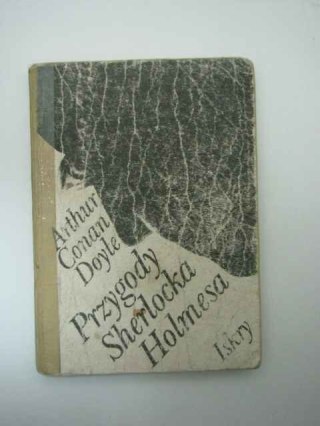 Arthur
Conan
Doyle
Przygody
Sherlocka
Holmesa
Iskry